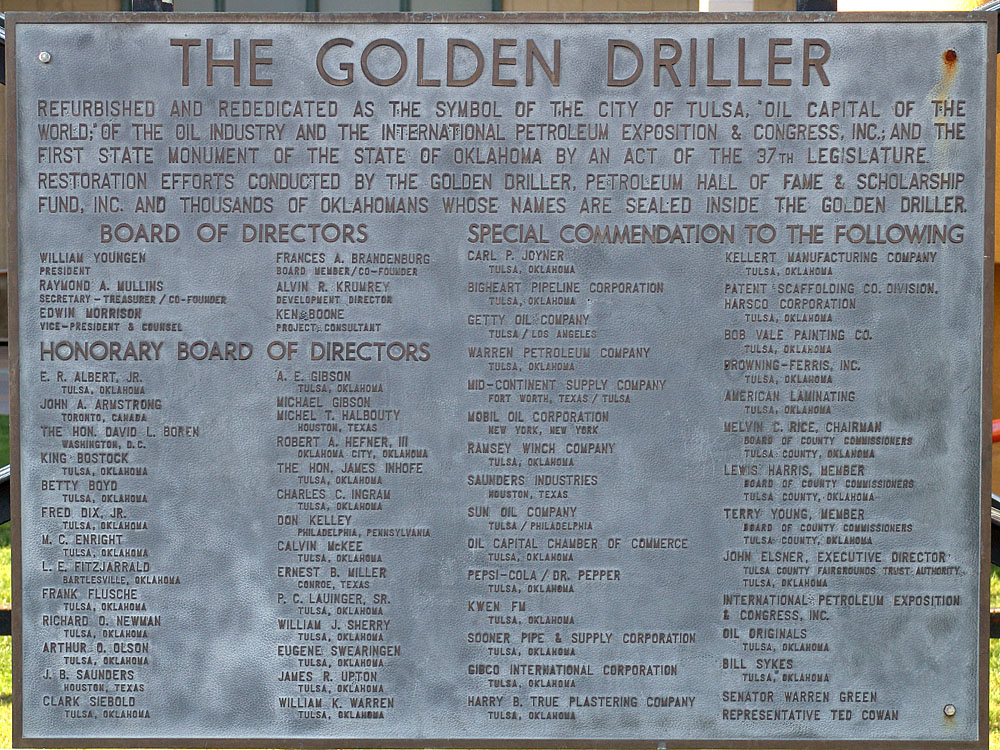 THE GOLDEN DRILLER
REFURBISHED AND REDEDICATED AS THE SYMBOL OF THE CITY OF TULSA, "OIL CAPITAL OF THE
WORLD;" OF THE OIL INDUSTRY AND THE INTERNATIONAL PETROLEUM EXPOSITION & CONGRESS, INC.; AND THE
FIRST STATE MONUMENT OF THE STATE OF OKLAHOMA BY AN ACT OF THE 37TH LEGISLATURE.
RESTORATION EFFORTS CONDUCTED BY THE GOLDEN DRILLER, PETROLEUM HALL OF FAME & SCHOLARSHIP
FUND, INC. AND THOUSANDS OF OKLAHOMANS WHOSE NAMES ARE SEALED INSIDE THE GOLDEN DRILLER.
BOARD OF DIRECTORS
WILLIAM YOUNGEN
PRESIDENT
RAYMOND A. MULLINS
SECRETARY-TREASURER/CO-FOUNDER
EDWIN MORRISON
VICE-PRESIDENT & COUNSEL
FRANCES A. BRANDENBURG
BOARD MEMBER/CO-FOUNDER
ALVIN R. KRUMREY
DEVELOPMENT DIRECTOR
KEN BOONE
PROJECT CONSULTANT
HONORARY BOARD OF DIRECTORS
E. R. ALBERT, JR.
TULSA, OKLAHOMA
JOHN A. ARMSTRONG
TORONTO, CANADA
THE HON. DAVID L. BOREN
WASHINGTON, D.C.
KING BOSTOCK
TULSA, OKLAHOMA
BETTY BOYD
TULSA, OKLAHOMA
FRED DIX, JR.
TULSA, OKLAHOMA
M. C. ENRIGHT
TULSA, OKLAHOMA
L. E. FITZJARRALD
BARTLESVILLE, OKLAHOMA
FRANK FLUSCHE
TULSA, OKLAHOMA
RICHARD O. NEWMAN
TULSA, OKLAHOMA
ARTHUR O. OLSON
TULSA, OKLAHOMA
J. B. SAUNDERS
HOUSTON, TEXAS
CLARK SIEBOLD
TULSA, OKLAHOMA
A. E. GIBSON
TULSA, OKLAHOMA
MICHAEL GIBSON
MICHEL T. HALBOUTY
HOUSTON, TEXAS
ROBERT A. HEFNER, III
OKLAHOMA CITY, OKLAHOMA
THE HON. JAMES INHOFE
TULSA, OKLAHOMA
CHARLES C. INGRAM
TULSA, OKLAHOMA
DON KELLEY
PHILADELPHIA, PENNSYLVANIA
CALVIN McKEE
TULSA, OKLAHOMA
ERNEST B. MILLER
CONROE, TEXAS
P. C. LAUINGER, SR.
TULSA, OKLAHOMA
WILLIAM J. SHERRY
TULSA, OKLAHOMA
EUGENE SWEARINGEN
TULSA, OKLAHOMA
JAMES R. UPTON
TULSA, OKLAHOMA
WILLIAM K. WARREN
TULSA, OKLAHOMA
SPECIAL COMMENDATION TO THE FOLLOWING
CARL P. JOYNER
TULSA, OKLAHOMA
BIGHEART PIPELINE CORPORATION
TULSA, OKLAHOMA
GETTY OIL COMPANY
TULSA/LOS ANGELES
WARREN PETROLEUM COMPANY
TULSA, OKLAHOMA
MID-CONTINENT SUPPLY COMPANY
FORT WORTH, TEXAS/TULSA
MOBIL OIL CORPORATION
NEW YORK, NEW YORK
RAMSEY WINCH COMPANY
TULSA, OKLAHOMA
SAUNDERS INDUSTRIES
HOUSTON, TEXAS
SUN OIL COMPANY
TULSA/PHILADELPHIA
OIL CAPITAL CHAMBER OF COMMERCE
TULSA, OKLAHOMA
PEPSI-COLA/DR. PEPPER
TULSA, OKLAHOMA
KWEN FM
TULSA, OKLAHOMA
SOONER PIPE & SUPPLY CORPORATION
TULSA, OKLAHOMA
GIBCO INTERNATIONAL CORPORATION
TULSA, OKLAHOMA
HARRY B. TRUE PLASTERING COMPANY
TULSA, OKLAHOMA
KELLERT MANUFACTURING COMPANY
TULSA, OKLAHOMA
PATENT SCAFFOLDING CO. DIVISION.
HARSCO CORPORATION
TULSA, OKLAHOMA
BOB VALE PAINTING CO.
TULSA, OKLAHOMA
BROWNING-FERRIS, INC.
TULSA, OKLAHOMA
AMERICAN LAMINATING
TULSA, OKLAHOMA
MELVIN C. RICE, CHAIRMAN
BOARD OF COUNTY COMMISSIONERS
TULSA COUNTY, OKLAHOMA
LEWIS HARRIS, MEMBER
BOARD OF COUNTY COMMISSIONERS
TULSA COUNTY, OKLAHOMA
TERRY YOUNG, MEMBER
BOARD OF COUNTY COMMISSIONERS
TULSA COUNTY, OKLAHOMA
JOHN ELSNER, EXECUTIVE DIRECTOR
TULSA COUNTY FAIRGROUNDS TRUST AUTHORITY
TULSA, OKLAHOMA
INTERNATIONAL PETROLEUM EXPOSITION
& CONGRESS, INC.
OIL ORIGINALS
TULSA, OKLAHOMA
BILL SYKES
TULSA, OKLAHOMA
SENATOR WARREN GREEN
REPRESENTATIVE TED COWAN